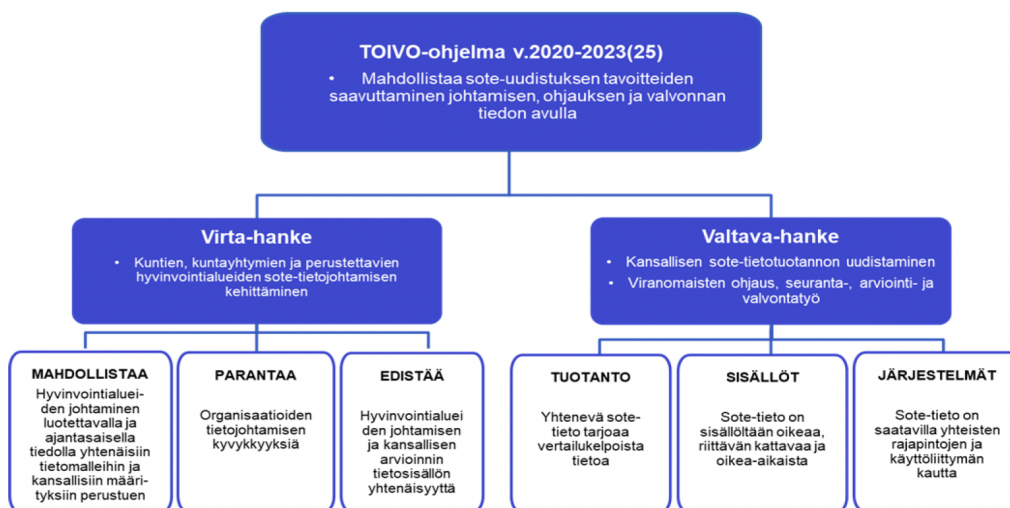 TOIVO-ohjelma v.2020-2023(25)
• Mahdollistaa sote-uudistuksen tavoitteiden
saavuttaminen johtamisen, ohjauksen ja valvonnan
tiedon avulla
Virta-hanke
• Kuntien, kuntayhtymien ja perustettavien
hyvinvointialueiden sote-tietojohtamisen
kehittäminen
Valtava-hanke
• Kansallisen sote-tietotuotannon uudistaminen
• Viranomaisten ohjaus, seuranta-, arviointi- ja
valvontatyö
MAHDOLLISTAA
Hyvinvointialuei-
den johtaminen
luotettavalla ja
ajantasaisella
tiedolla yhtenäisiin
tietomalleihin ja
kansallisiin määri-
tyksiin perustuen
PARANTAA
Organisaatioiden
tietojohtamisen
kyvykkyyksiä
EDISTÄÄ
Hyvinvointialuei
den johtamisen
ja kansallisen
arvioinnin
tietosisällön
yhtenäisyyttä
TUOTANTO
Yhtenevä sote-
tieto tarjoaa
vertailukelpoista
tietoa
SISÄLLÖT
Sote-tieto on
sisällöltään oikeaa,
riittävän kattavaa ja
oikea-aikaista
JÄRJESTELMÄT
Sote-tieto on
saatavilla yhteisten
rajapintojen ja
käyttöliittymän
kautta